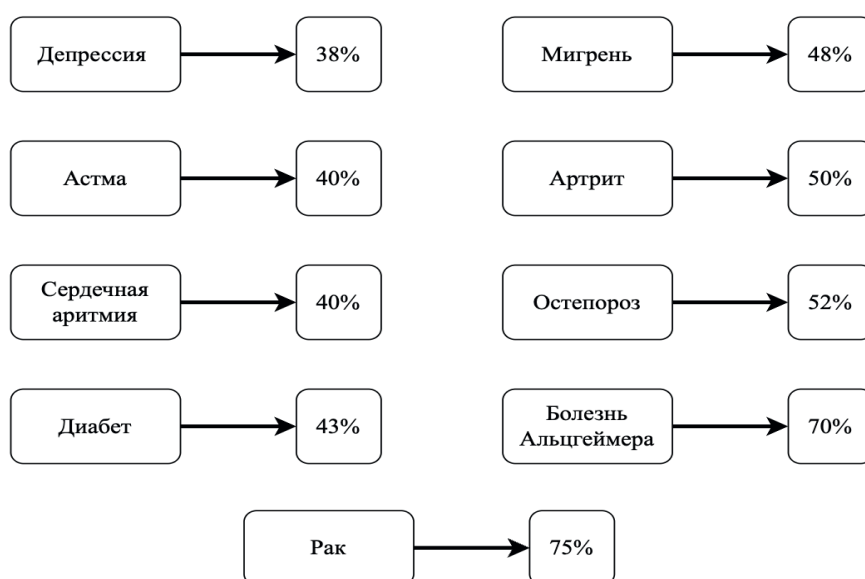 Депрессия 38% Мигрень 48%
Астма 40% Артрит 50%
Сердечная
аритмия 40% Остепороз 52%
Диабет 43% Болезнь
Альцгеймера 70%
Рак 75%